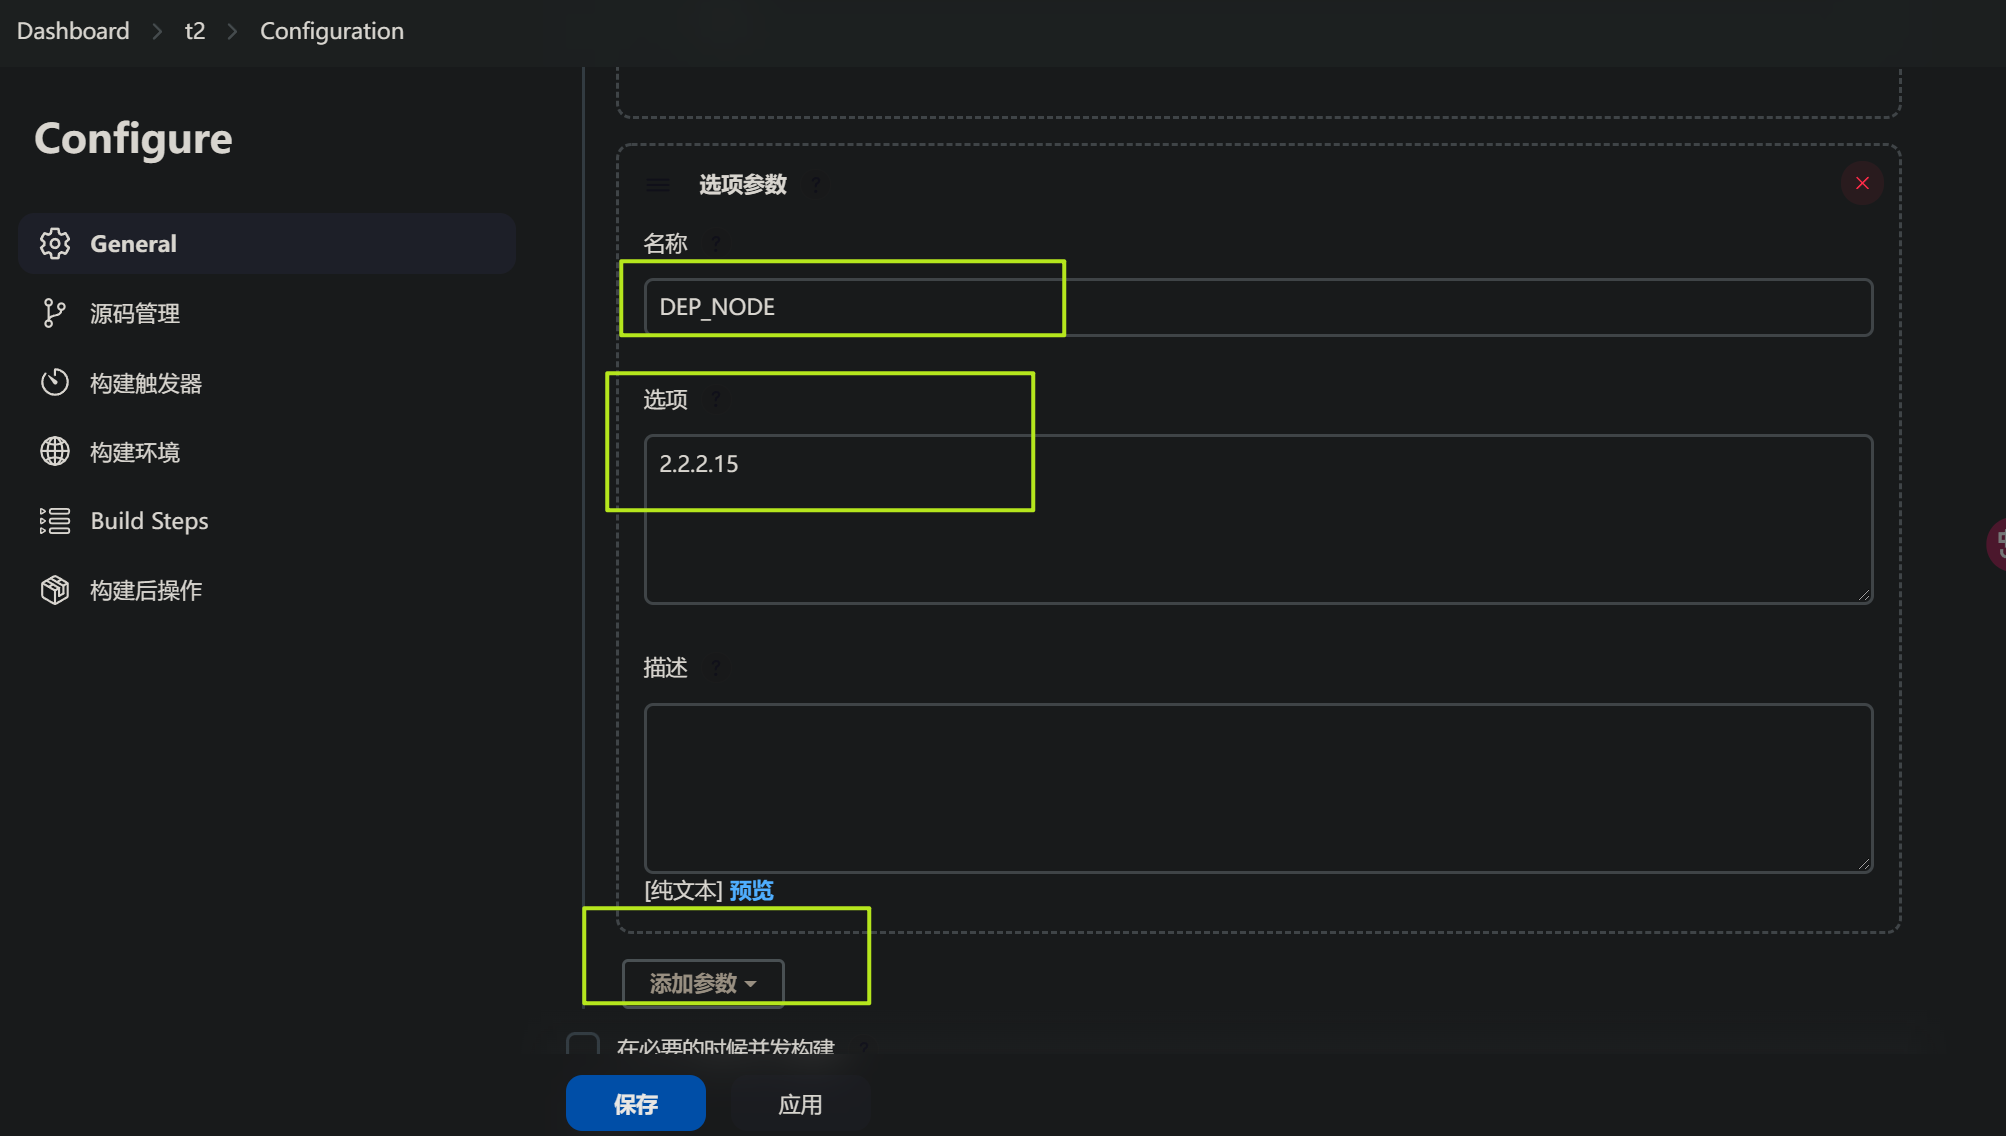 Dashboard
t2
Configuration
Configure
General
源码管理
构建触发器
构建环境
Build Steps
构建后操作
选项参数 ?
名称 ?
DEP_NODE
选项 ?
2.2.2.15
描述 ?
[纯文本] 预览
添加参数
在必要的时候并发构建 ?
保存
应用